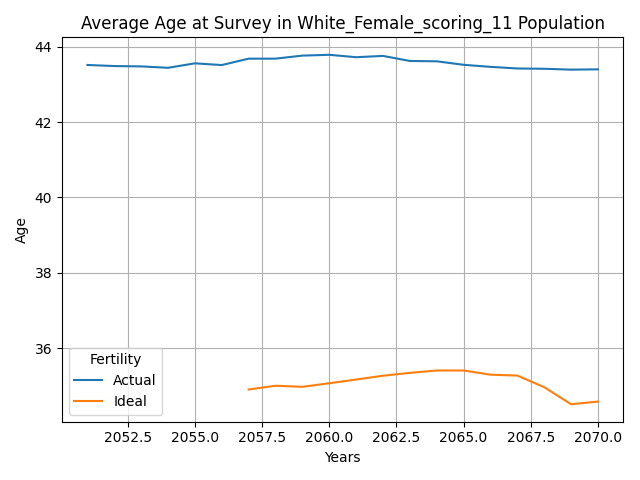 Average Age at Survey in White_Female_scoring_11 Population
44
42
40
38
36
Age
Fertility
Actual
Ideal
2052.5 2055.0 2057.5 2060.0 2062.5 2065.0 2067.5 2070.0
Years